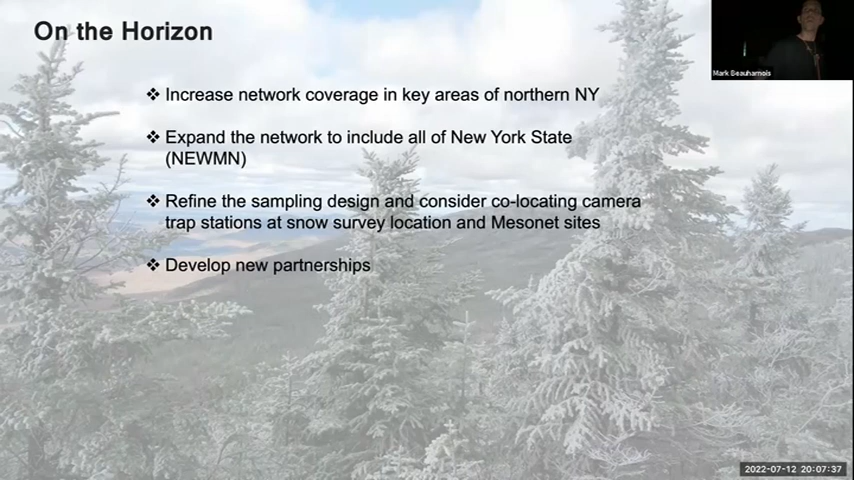 On the Horizon
Mark Beauharnois
❖ Increase network coverage in key areas of northern NY
❖ Expand the network to include all of New York State
(NEWMN)
❖ Refine the sampling design and consider co-locating camera
trap stations at snow survey location and Mesonet sites
❖ Develop new partnerships
2022-07-12 20:07:37